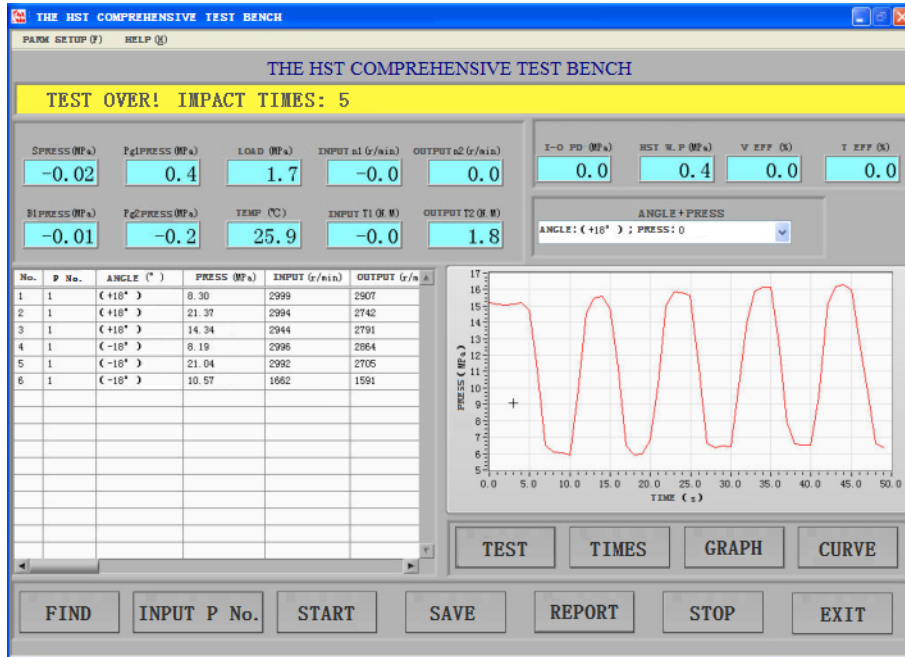 THE HST COMPREHENSIVE TEST BENCH
PARM SETUP(F) HELP(H)
THE HST COMPREHENSIVE TEST BENCH
TEST OVER! IMPACT TIMES: 5
SPRESS(MPa) Pg1PRESS(MPa) LOAD (MPa) INPUT n1(r/min) OUTPUT n2(r/min)
-0.02 0.4 1.7 -0.0 0.0
B1PRESS(MPa) Pg2PRESS(MPa) TEMP (℃) INPUT T1(N.M) OUTPUT T2(N.M)
-0.01 -0.2 25.9 -0.0 1.8
I-O PD (MPa) HST W.P(MPa) V EFF (%) T EFF (%)
0.0 0.4 0.0 0.0
ANGLE+PRESS
ANGLE:(+18° );PRESS:0
No. P No. ANGLE (°) PRESS (MPa) INPUT (r/min) OUTPUT (r/m
1 1 (+18° ) 8.30 2999 2907
2 1 (+18° ) 21.37 2994 2742
3 1 (+18° ) 14.34 2944 2791
4 1 (-18° ) 8.19 2996 2864
5 1 (-18° ) 21.04 2992 2705
6 1 (-18° ) 10.57 1662 1591
PRESS (MPa)
17
16
15
14
13
12
11
10
9
8
7
6
5
0.0 5.0 10.0 15.0 20.0 25.0 30.0 35.0 40.0 45.0 50.0
TIME (s)
TEST TIMES GRAPH CURVE
FIND INPUT P No. START SAVE REPORT STOP EXIT